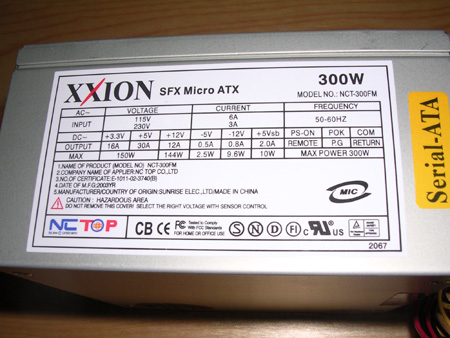 XXION SFX Micro ATX 300W
MODEL NO.: NCT-300FM
AC~ VOLTAGE CURRENT FREQUENCY
INPUT 115V 6A 50-60HZ
230V 3A
DC⎓ +3.3V +5V +12V -5V -12V +5Vsb PS-ON POK COM
OUTPUT 16A 30A 12A 0.5A 0.8A 2.0A REMOTE P.G RETURN
MAX 150W 144W 2.5W 9.6W 10W MAX POWER 300W
1.NAME OF PRODUCT (MODEL NO) NCT-300FM
2.COMPANY NAME OF APPLIER.NC TOP CO.LTD
3.CERTIFICATE NO.:E-1011-02-3740(B)
4.DATE OF M.F.G:2003YR
5.MANUFACTURER/COUNTRY OF ORIGIN SUNRISE ELEC,LTD/MADE IN CHINA
CAUTION : HAZARDOUS AREA
DO NOT REMOVE THIS COVER. SELECT THE RIGHT VOLTAGE WITH SENSOR CONTROL.
MIC
Serial-ATA
NC TOP
CB CE FC Tested To Comply
With FCC Standards
FOR HOME OR OFFICE USE
S N D FI c UL US
2067